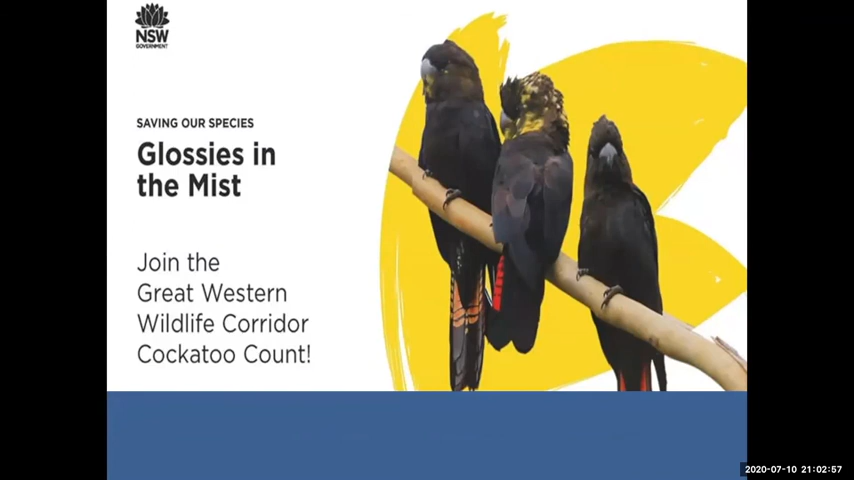 NSW
GOVERNMENT
SAVING OUR SPECIES
Glossies in
the Mist
Join the
Great Western
Wildlife Corridor
Cockatoo Count!
2020-07-10 21:02:57